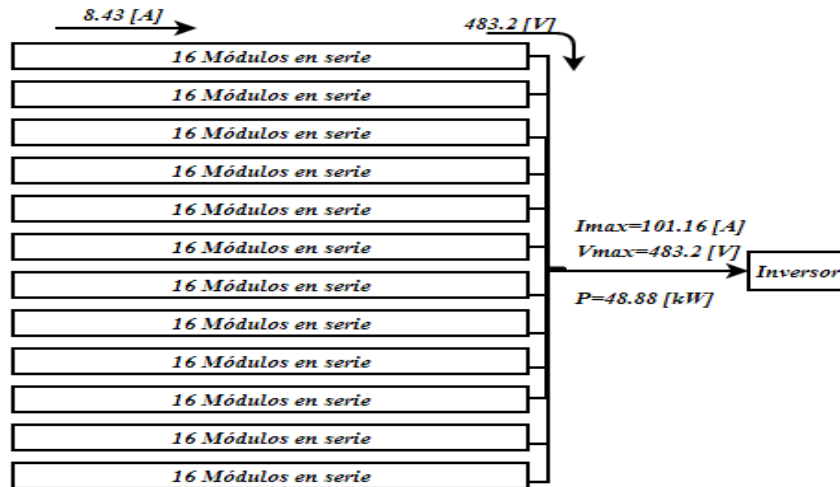 8.43 [A]
483.2 [V]
16 Módulos en serie
16 Módulos en serie
16 Módulos en serie
16 Módulos en serie
16 Módulos en serie
16 Módulos en serie
16 Módulos en serie
16 Módulos en serie
16 Módulos en serie
16 Módulos en serie
16 Módulos en serie
16 Módulos en serie
Imax=101.16 [A]
Vmax=483.2 [V]
Inversor
P=48.88 [kW]